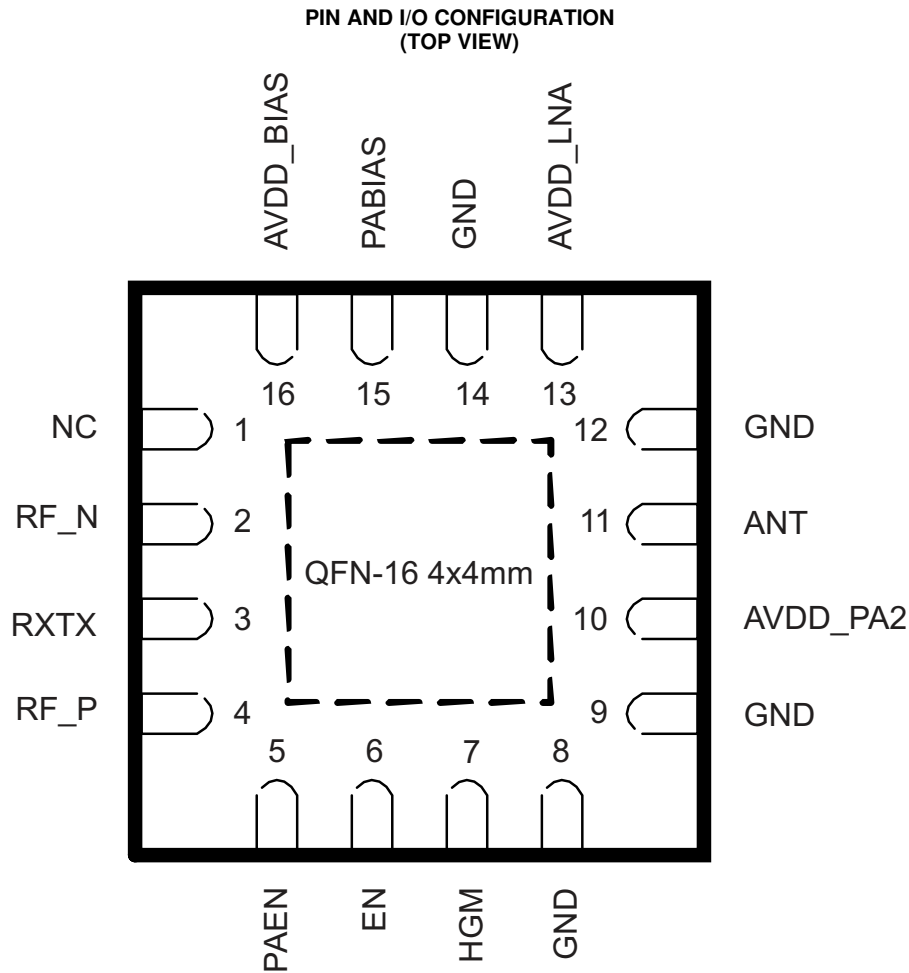 PIN AND I/O CONFIGURATION
(TOP VIEW)
AVDD_BIAS
PABIAS
GND
AVDD_LNA
16
15
14
13
NC
1
12
GND
RF_N
2
11
ANT
QFN-16 4x4mm
RXTX
3
10
AVDD_PA2
RF_P
4
9
GND
5
6
7
8
PAEN
EN
HGM
GND